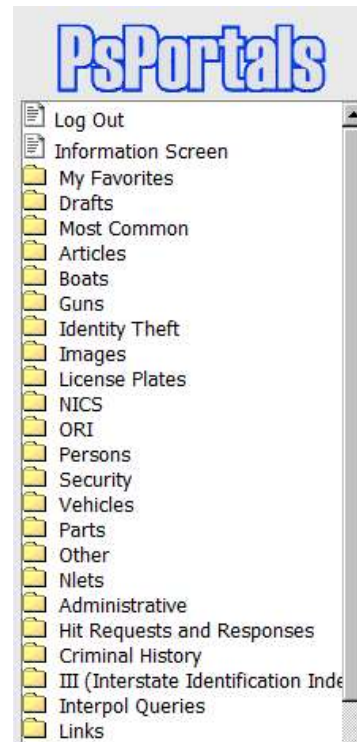 PsPortals
Log Out
Information Screen
My Favorites
Drafts
Most Common
Articles
Boats
Guns
Identity Theft
Images
License Plates
NICS
ORI
Persons
Security
Vehicles
Parts
Other
Nlets
Administrative
Hit Requests and Responses
Criminal History
III (Interstate Identification Inde
Interpol Queries
Links